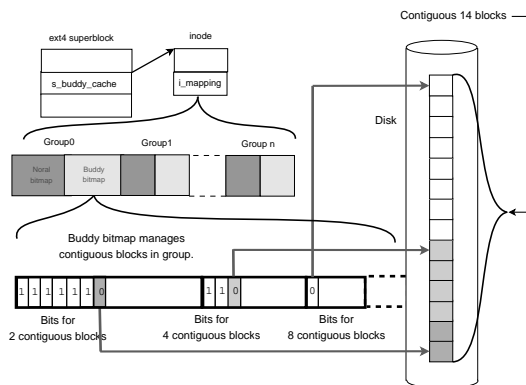 Contiguous 14 blocks
ext4 superblock
inode
s_buddy_cache
i_mapping
Disk
Group0
Group1
Group n
Noral
bitmap
Buddy
bitmap
Buddy bitmap manages
contiguous blocks in group.
1 1 1 1 1 1 0
1 1 0
0
Bits for
2 contiguous blocks
Bits for
4 contiguous blocks
Bits for
8 contiguous blocks